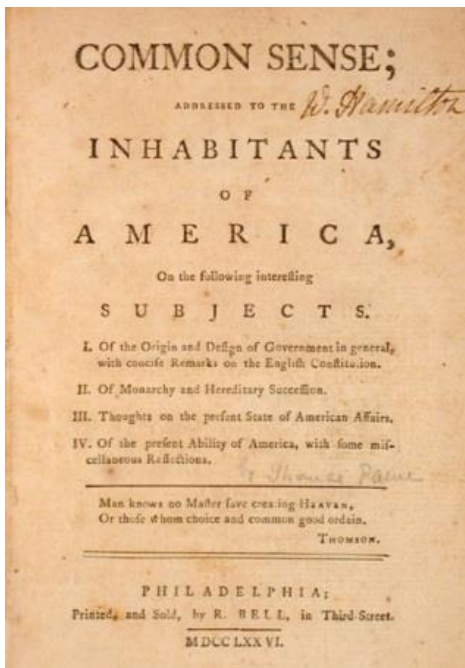 COMMON SENSE;
ADDRESSED TO THE
W. Hamilton
INHABITANTS
OF
AMERICA,
On the following intereſting
SUBJECTS.
I. Of the Origin and Deſign of Government in general,
with conciſe Remarks on the Engliſh Conſtitution.
II. Of Monarchy and Hereditary Succeſſion.
III. Thoughts on the preſent State of American Affairs.
IV. Of the preſent Ability of America, with ſome miſ-
cellaneous Reflections.
by Thomas Paine
Man knows no Maſter ſave creating HEAVEN,
Or thoſe whom choice and common good ordain.
THOMSON.
PHILADELPHIA;
Printed, and Sold, by R. BELL, in Third-Street.
MDCCLXXVI.